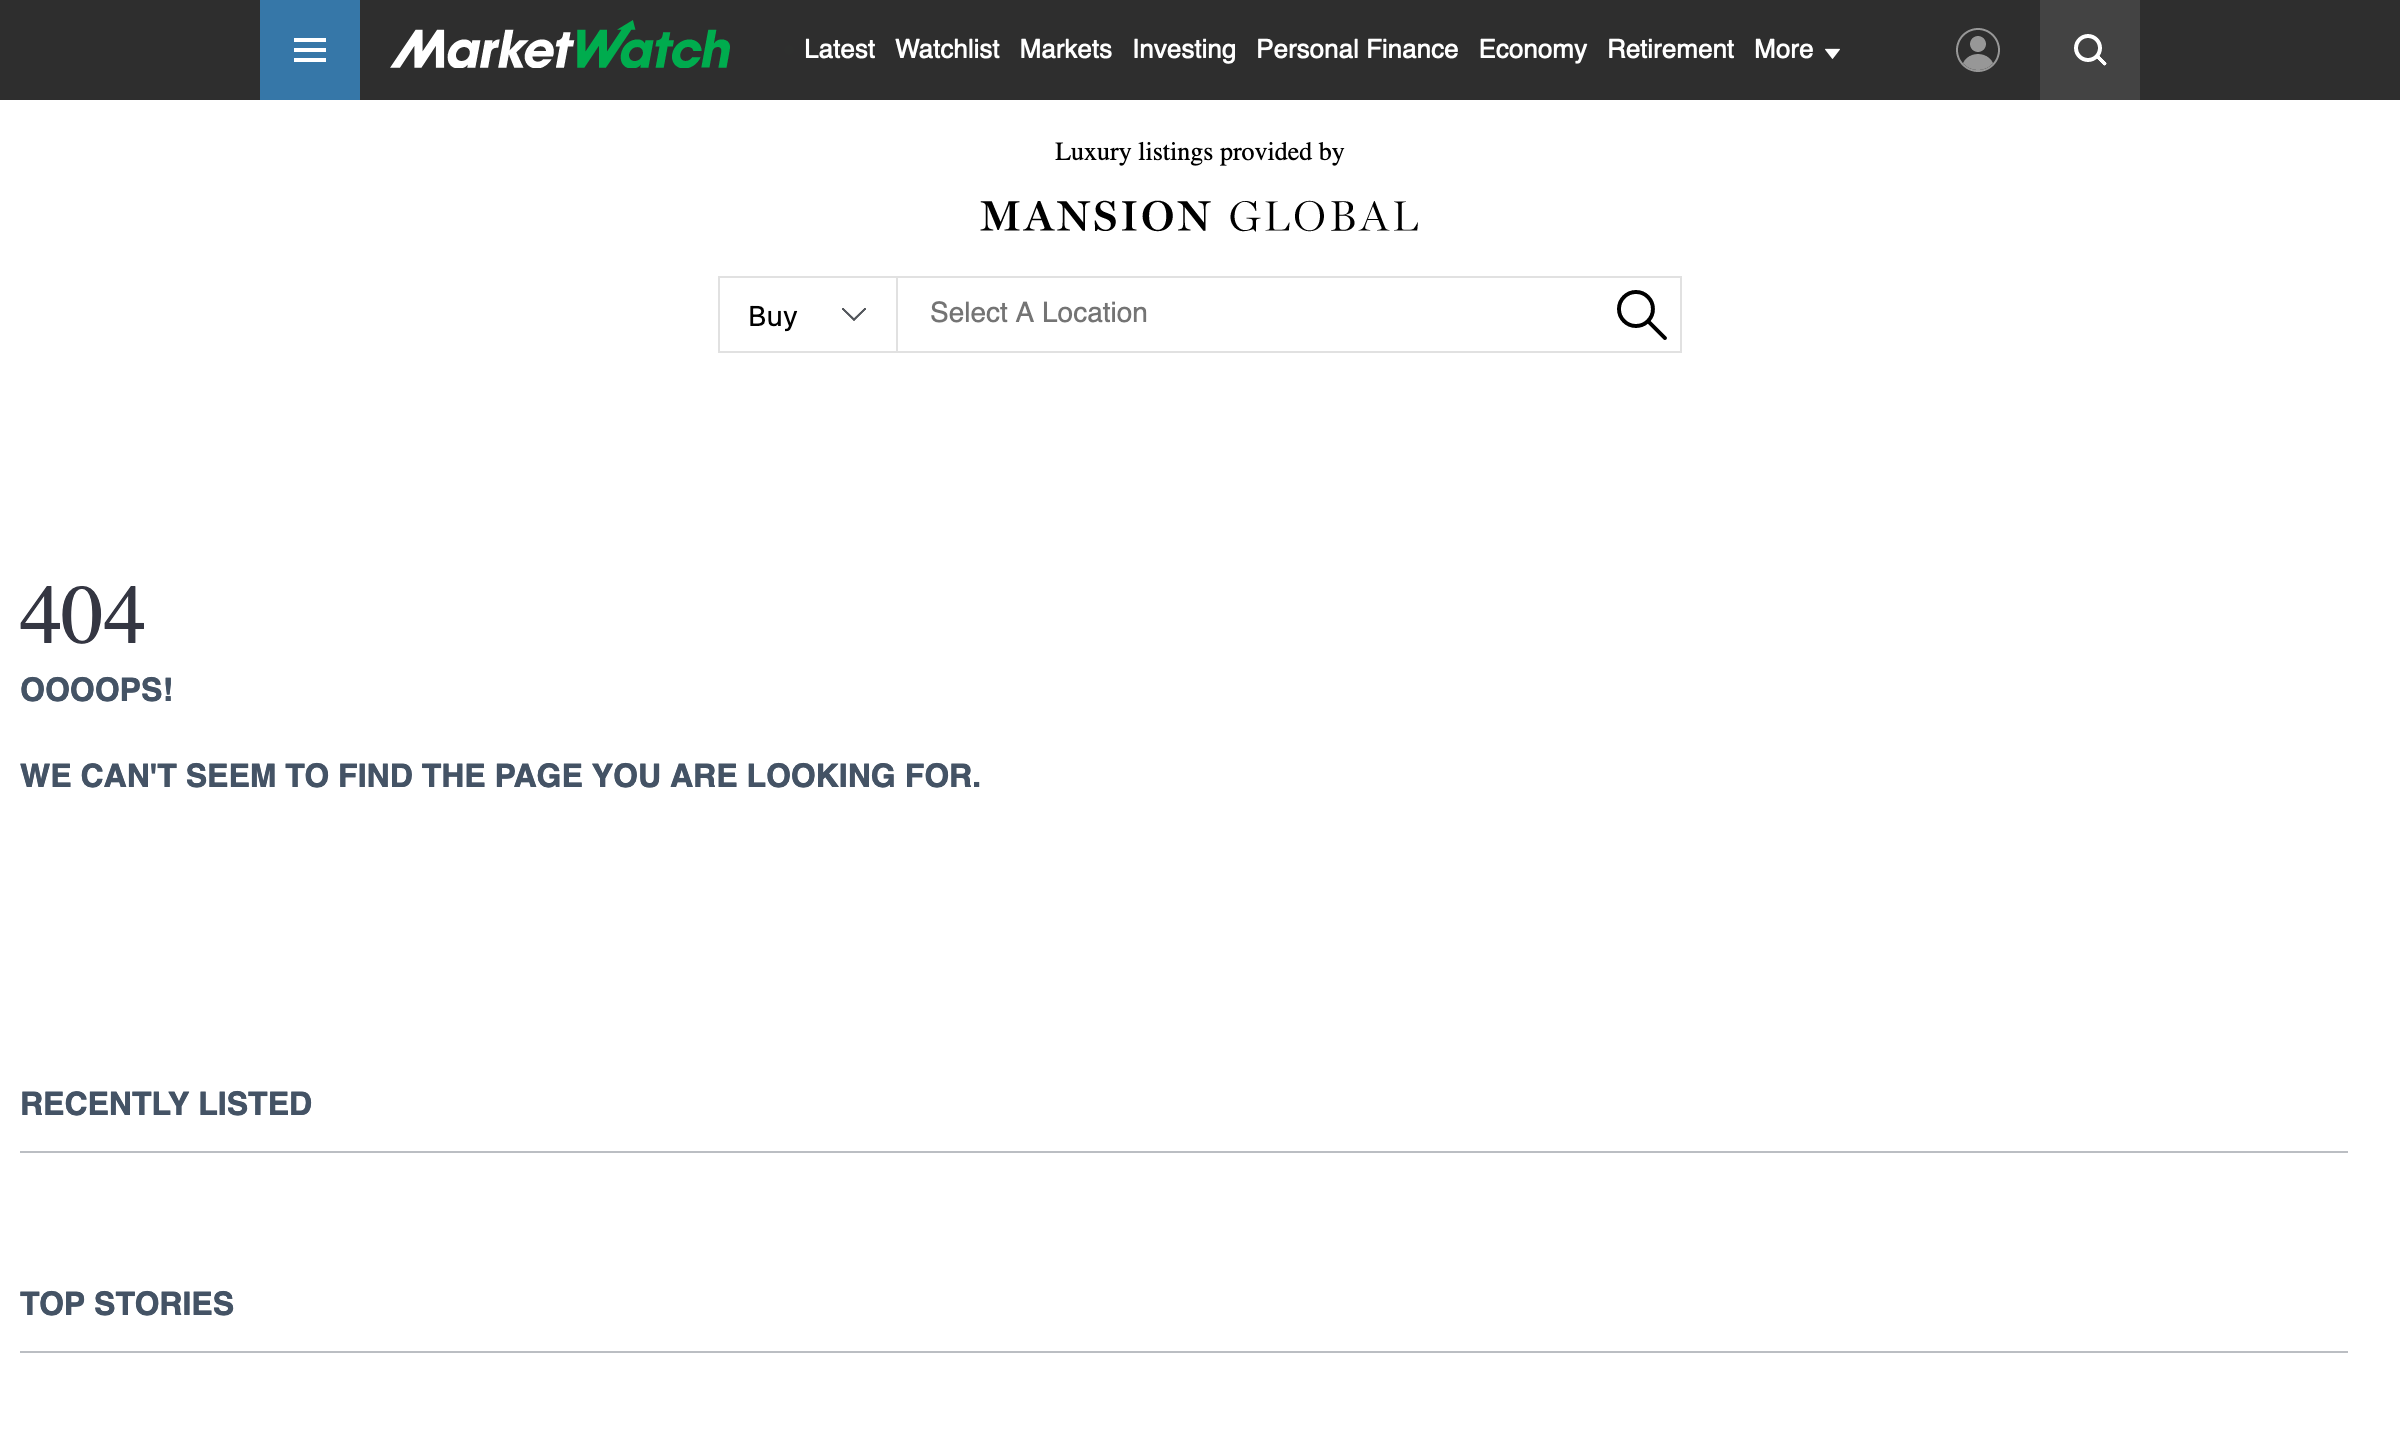 MarketWatch Latest Watchlist Markets Investing Personal Finance Economy Retirement More
Luxury listings provided by
MANSION GLOBAL
Buy Select A Location
404
OOOOPS!
WE CAN'T SEEM TO FIND THE PAGE YOU ARE LOOKING FOR.
RECENTLY LISTED
TOP STORIES